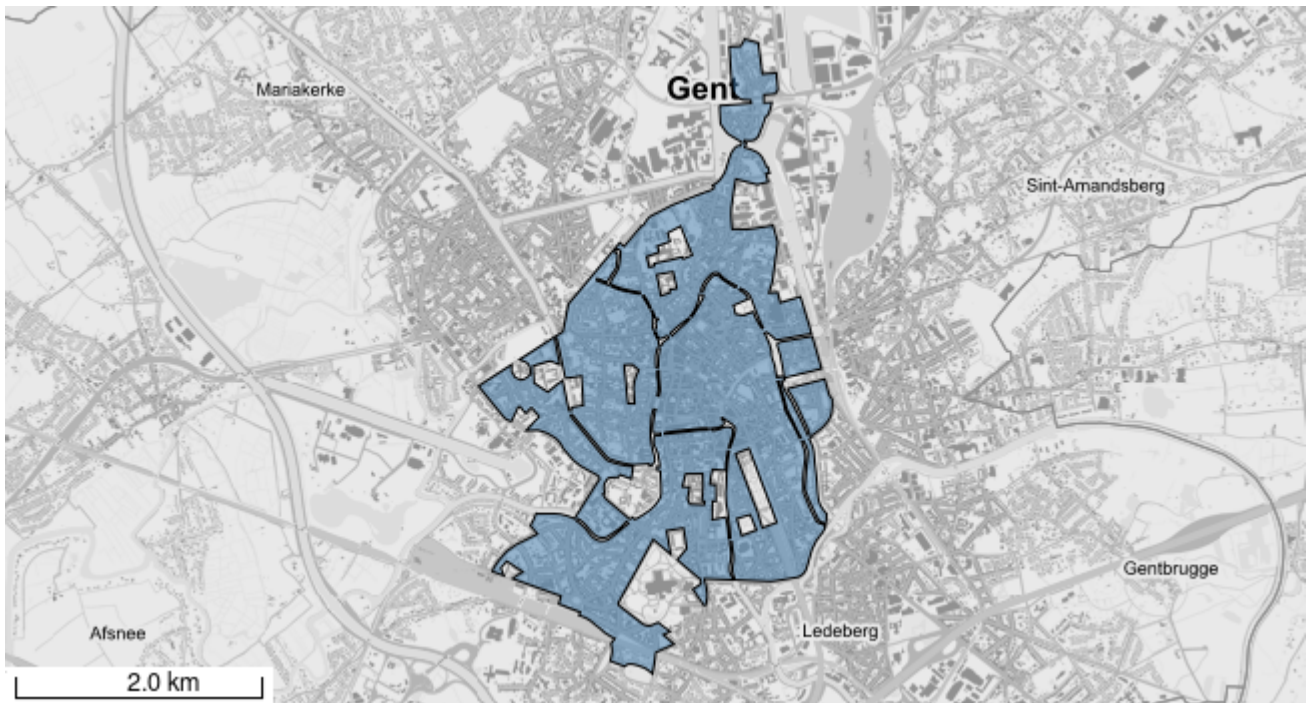 Gent
Mariakerke
Sint-Amandsberg
Gentbrugge
Afsnee
Ledeberg
2.0 km